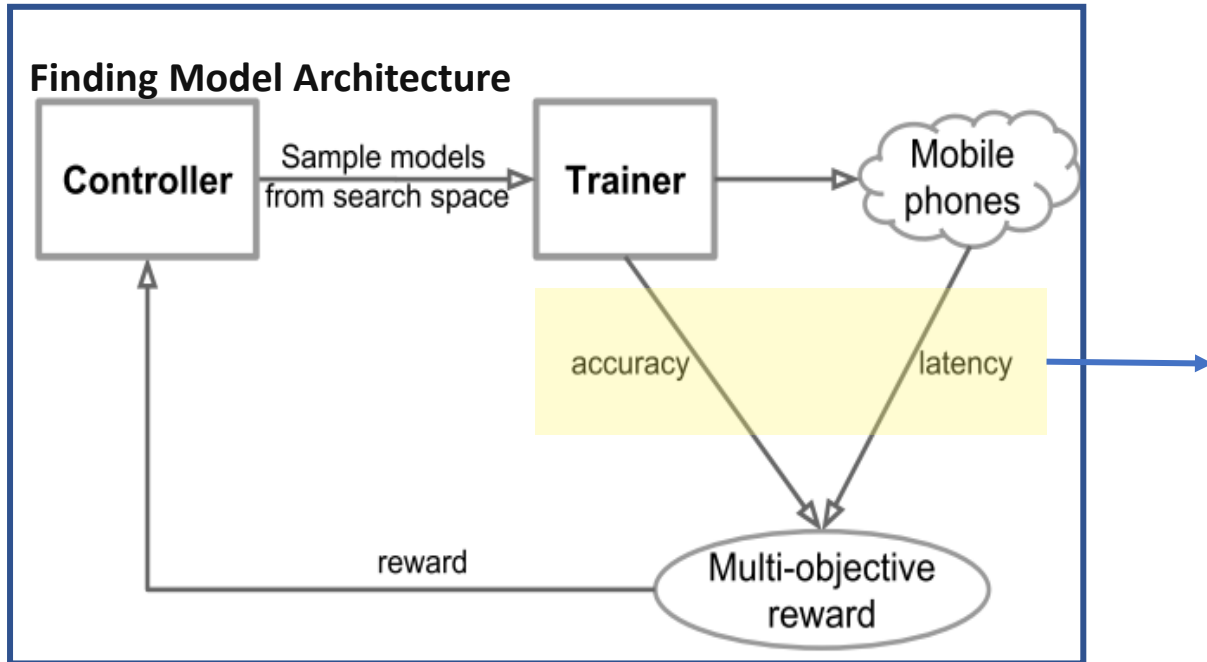 Finding Model Architecture
Controller
Sample models
from search space
Trainer
Mobile
phones
accuracy
latency
reward
Multi-objective
reward